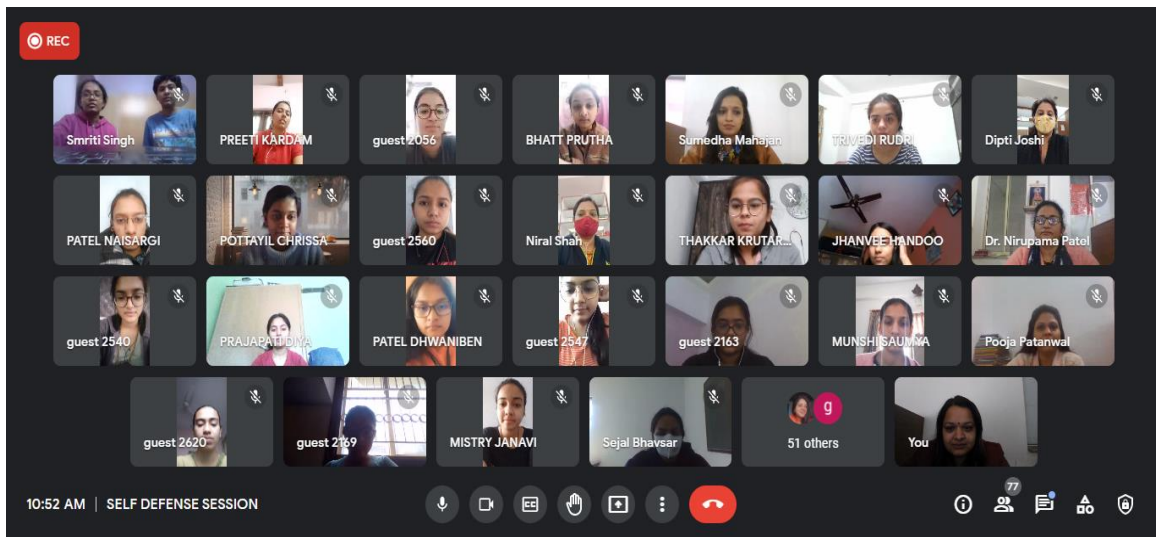 REC
Smriti Singh
PREETI KARDAM
guest 2056
BHATT PRUTHA
Sumedha Mahajan
TRIVEDI RUDRI
Dipti Joshi
PATEL NAISARGI
POTTAYIL CHRISSA
guest 2560
Niral Shah
THAKKAR KRUTAR...
JHANVEE HANDOO
Dr. Nirupama Patel
guest 2540
PRAJAPATI DIYA
PATEL DHWANIBEN
guest 2547
guest 2163
MUNSHI SAUMYA
Pooja Patanwal
guest 2620
guest 2169
MISTRY JANAVI
Sejal Bhavsar
g
51 others
You
77
10:52 AM | SELF DEFENSE SESSION
CC